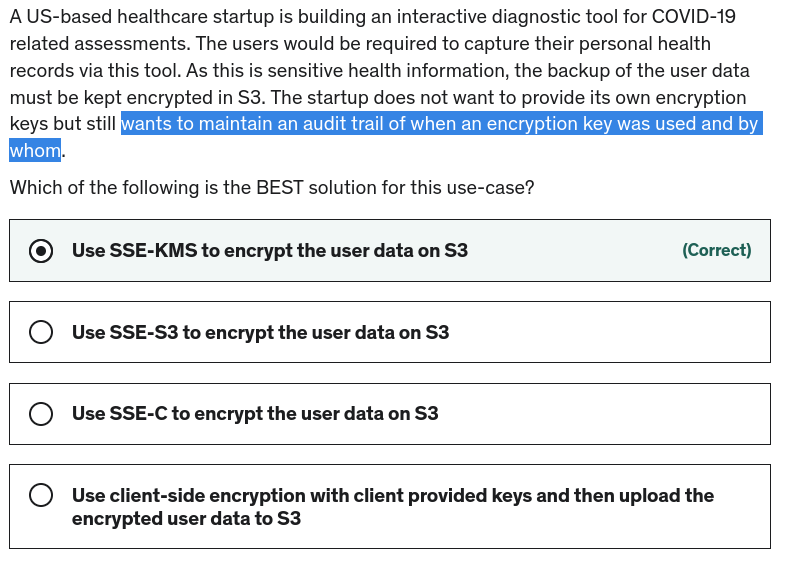 A US-based healthcare startup is building an interactive diagnostic tool for COVID-19
related assessments. The users would be required to capture their personal health
records via this tool. As this is sensitive health information, the backup of the user data
must be kept encrypted in S3. The startup does not want to provide its own encryption
keys but still wants to maintain an audit trail of when an encryption key was used and by
whom.
Which of the following is the BEST solution for this use-case?
Use SSE-KMS to encrypt the user data on S3 (Correct)
Use SSE-S3 to encrypt the user data on S3
Use SSE-C to encrypt the user data on S3
Use client-side encryption with client provided keys and then upload the
encrypted user data to S3